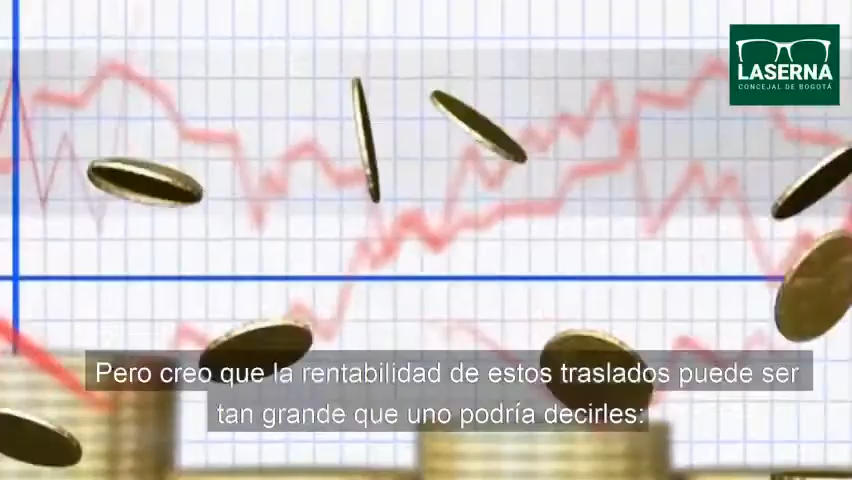 LASERNA
CONCEJAL DE BOGOTÁ
Pero creo que la rentabilidad de estos traslados puede ser
tan grande que uno podría decirles: